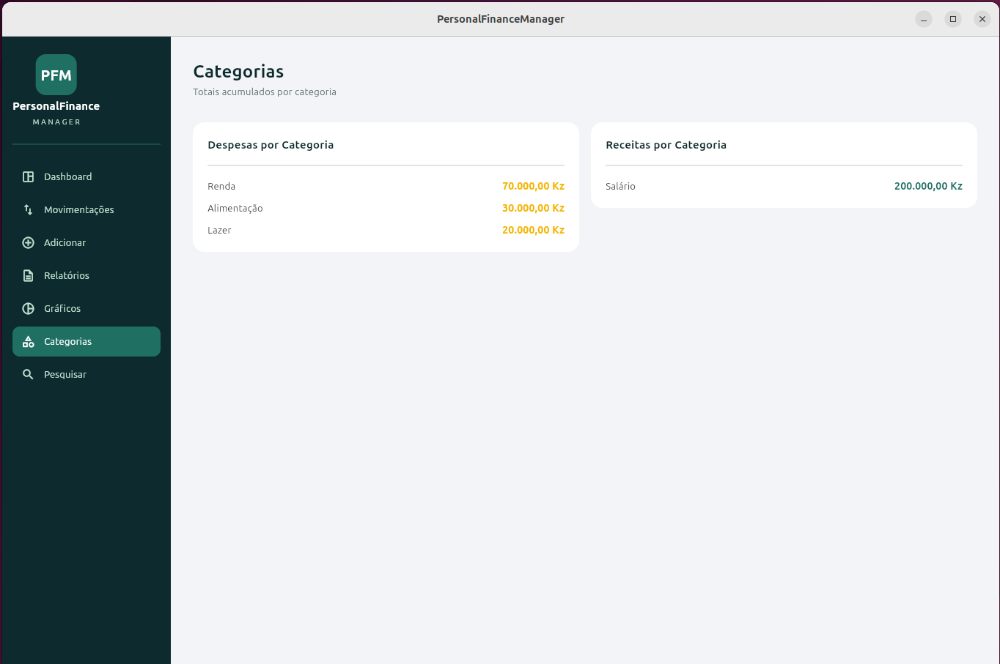 PersonalFinanceManager
PFM
PersonalFinance
MANAGER
Dashboard
Movimentações
Adicionar
Relatórios
Gráficos
Categorias
Pesquisar
Categorias
Totais acumulados por categoria
Despesas por Categoria
Renda 70.000,00 Kz
Alimentação 30.000,00 Kz
Lazer 20.000,00 Kz
Receitas por Categoria
Salário 200.000,00 Kz